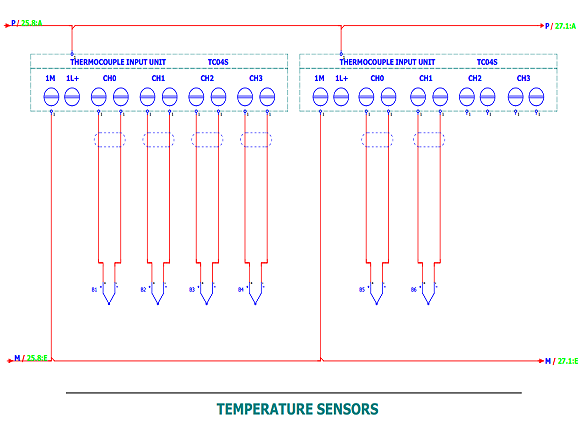 P / 25.8:A P / 27.1:A
THERMOCOUPLE INPUT UNIT TC04S THERMOCOUPLE INPUT UNIT TC04S
1M 1L+ CH0 CH1 CH2 CH3 1M 1L+ CH0 CH1 CH2 CH3
B1 B2 B3 B4 B5 B6
M / 25.8:E M / 27.1:E
TEMPERATURE SENSORS